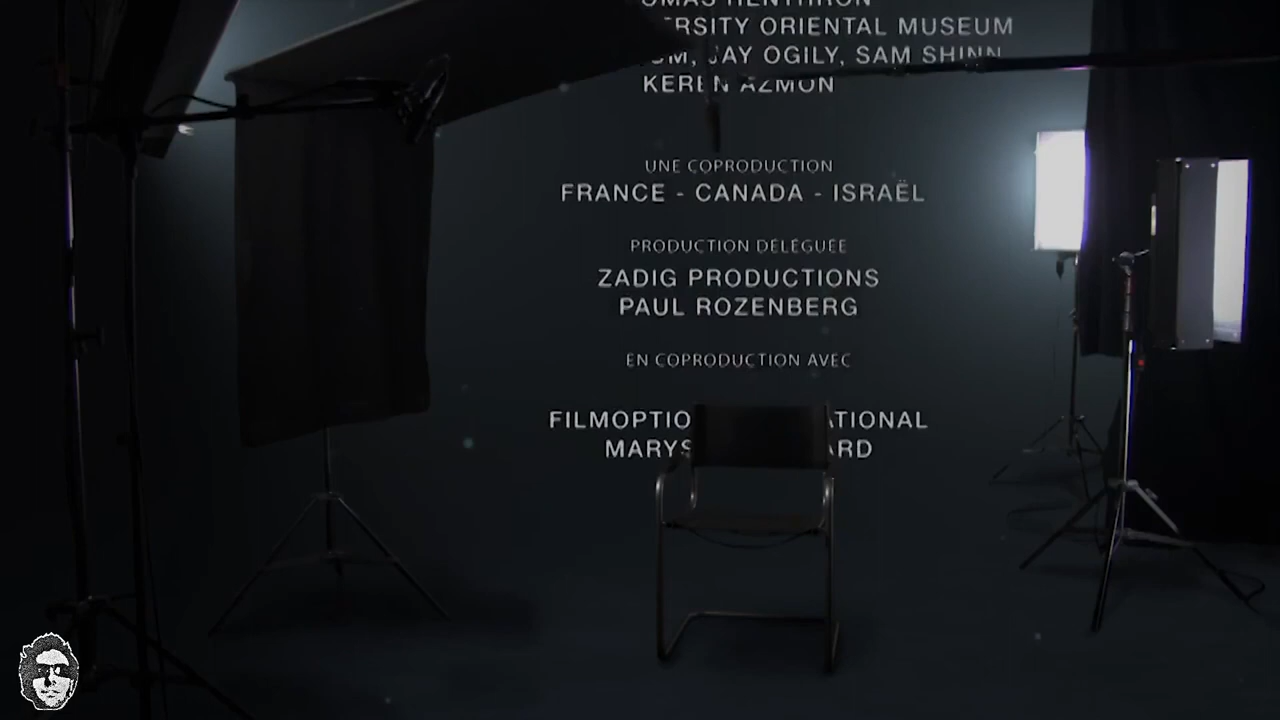 ORIENTAL MUSEUM
JAY OGILY, SAM SHINN
KEREN AZMON
UNE COPRODUCTION
FRANCE - CANADA - ISRAËL
PRODUCTION DÉLÉGUÉE
ZADIG PRODUCTIONS
PAUL ROZENBERG
EN COPRODUCTION AVEC